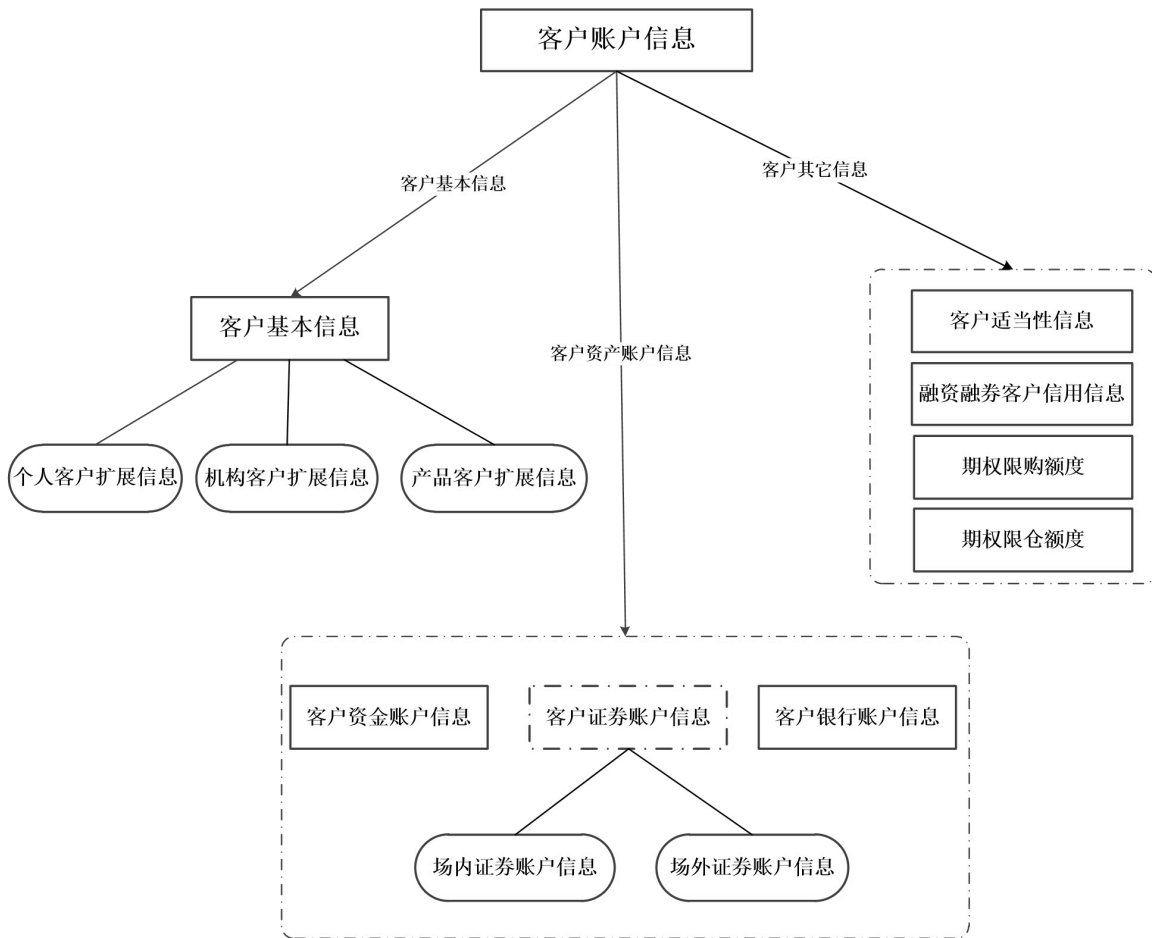 客户账户信息
客户其它信息
客户基本信息
客户基本信息
客户资产账户信息
客户适当性信息
融资融券客户信用信息
期权限购额度
期权限仓额度
个人客户扩展信息
机构客户扩展信息
产品客户扩展信息
客户资金账户信息
客户证券账户信息
客户银行账户信息
场内证券账户信息
场外证券账户信息